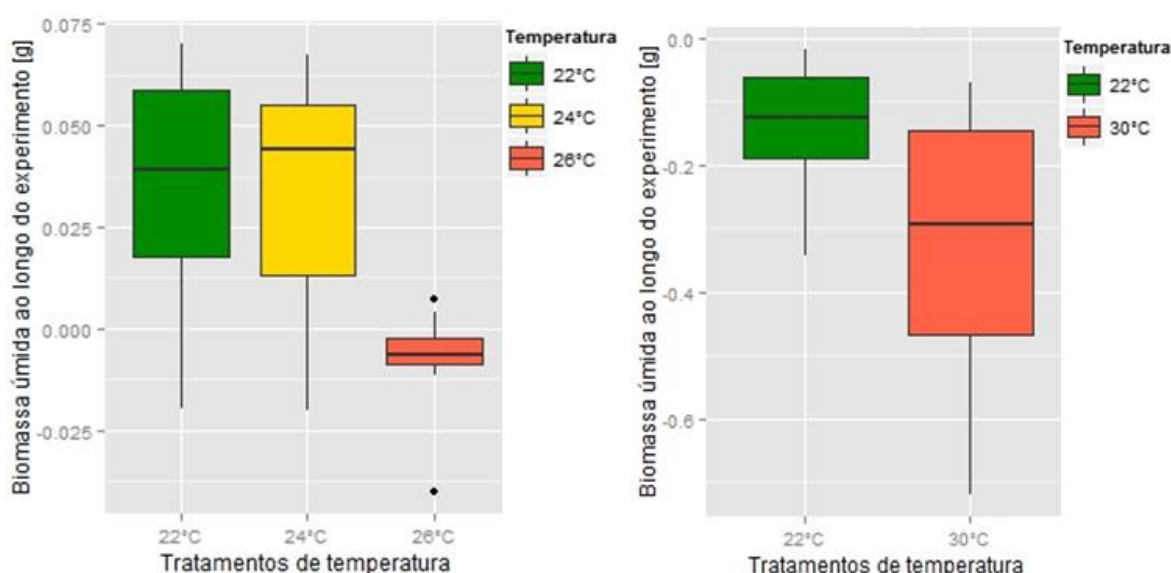 Biomassa úmida ao longo do experimento [g]
0.075
0.050
0.025
0.000
-0.025
22°C
24°C
26°C
Tratamentos de temperatura
Temperatura
22°C
24°C
26°C
Biomassa úmida ao longo do experimento [g]
0.0
-0.2
-0.4
-0.6
22°C
30°C
Tratamentos de temperatura
Temperatura
22°C
30°C